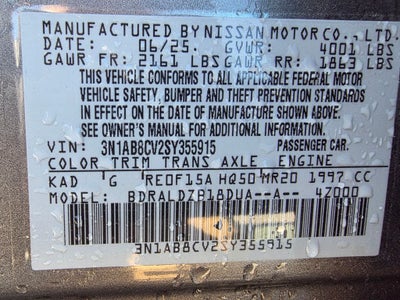 MANUFACTURED BY NISSAN MOTOR CO., LTD.
DATE: 06/25. GVWR: 4001 LBS
GAWR FR: 2161 LBS GAWR RR: 1863 LBS
THIS VEHICLE CONFORMS TO ALL APPLICABLE FEDERAL MOTOR
VEHICLE SAFETY, BUMPER AND THEFT PREVENTION STANDARDS
IN EFFECT ON THE DATE OF MANUFACTURE SHOWN ABOVE.
SEE OWNER'S MANUAL FOR ADDITIONAL INFORMATION.
VIN: 3N1AB8CV2SY355915 PASSENGER CAR.
COLOR TRIM TRANS AXLE ENGINE
KAD G RE0F15A HQ50 MR20 1997 CC
MODEL: BDRALDZB18DUA--A-- 4Z000
3N1AB8CV2SY355915